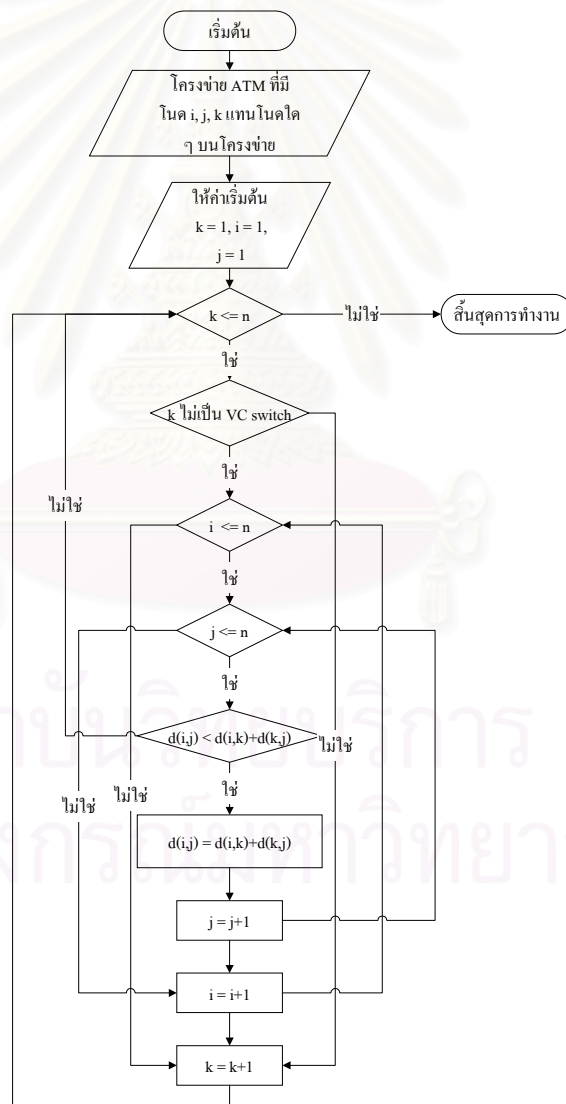 เริ่มต้น
โครงข่าย ATM ที่มี
โนด i, j, k แทนโนดใด
ๆ บนโครงข่าย
ให้ค่าเริ่มต้น
k = 1, i = 1,
j = 1
k <= n
ไม่ใช่
สิ้นสุดการทำงาน
ใช่
k ไม่เป็น VC switch
ใช่
ไม่ใช่
i <= n
ใช่
j <= n
ใช่
d(i,j) < d(i,k)+d(k,j)
ไม่ใช่
ใช่
ไม่ใช่
ไม่ใช่
d(i,j) = d(i,k)+d(k,j)
j = j+1
i = i+1
k = k+1